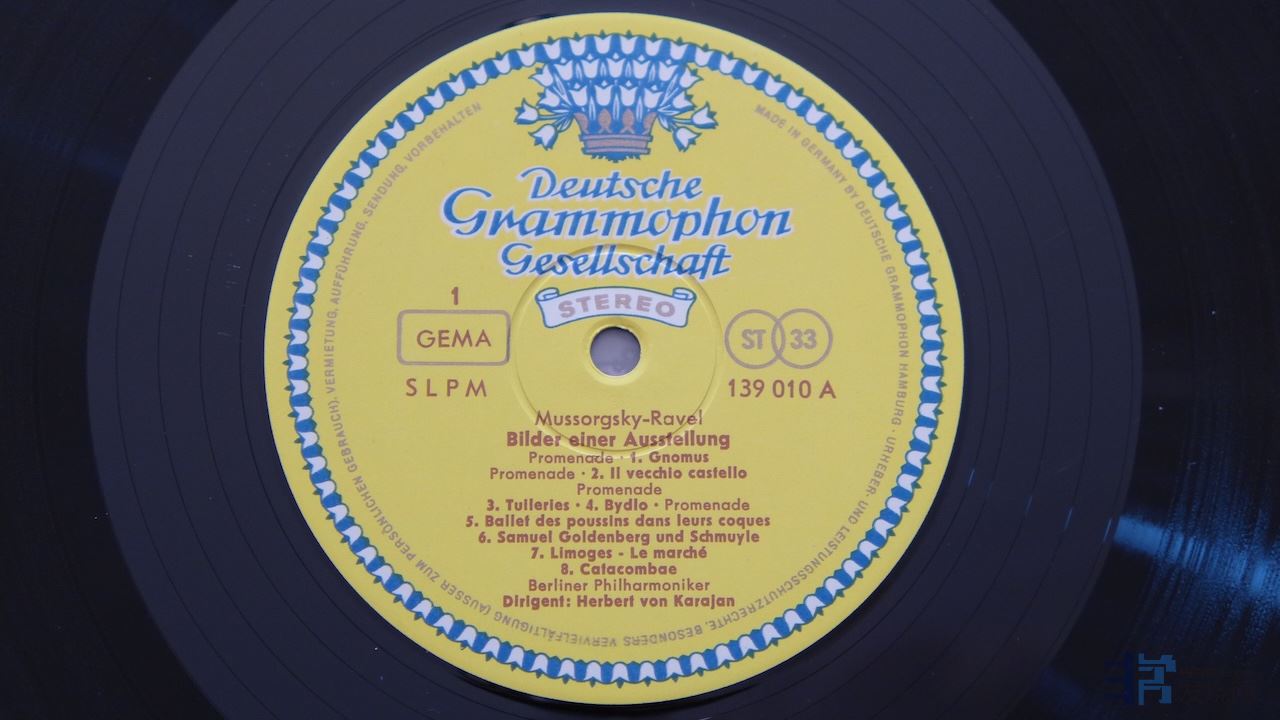 Deutsche
Grammophon
Gesellschaft
STEREO
1
GEMA
ST 33
SLPM
139 010 A
Mussorgsky-Ravel
Bilder einer Ausstellung
Promenade · 1. Gnomus
Promenade · 2. Il vecchio castello
Promenade
3. Tuileries · 4. Bydlo · Promenade
5. Ballet des poussins dans leurs coques
6. Samuel Goldenberg und Schmuyle
7. Limoges - Le marché
8. Catacombae
Berliner Philharmoniker
Dirigent: Herbert von Karajan
MADE IN GERMANY BY DEUTSCHE GRAMMOPHON HAMBURG · URHEBER- UND LEISTUNGSSCHUTZRECHTE, BESONDERS VERVIELFÄLTIGUNG (AUSSER ZUM PERSÖNLICHEN GEBRAUCH), VERMIETUNG, AUFFÜHRUNG, SENDUNG, VORBEHALTEN